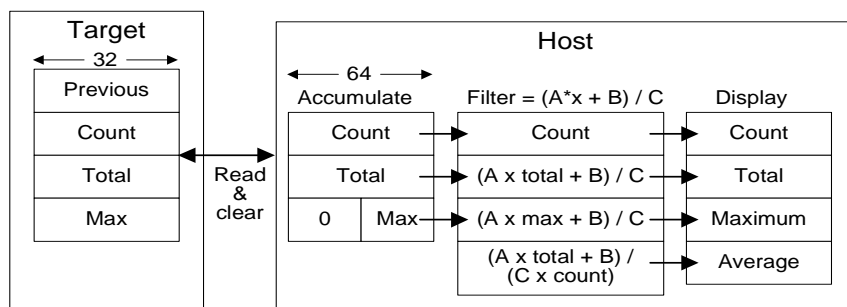 Target
Host
32
Previous
Count
Total
Max
Read
&
clear
64
Accumulate
Count
Total
0
Max
Filter = (A*x + B) / C
Count
(A x total + B) / C
(A x max + B) / C
(A x total + B) /
(C x count)
Display
Count
Total
Maximum
Average